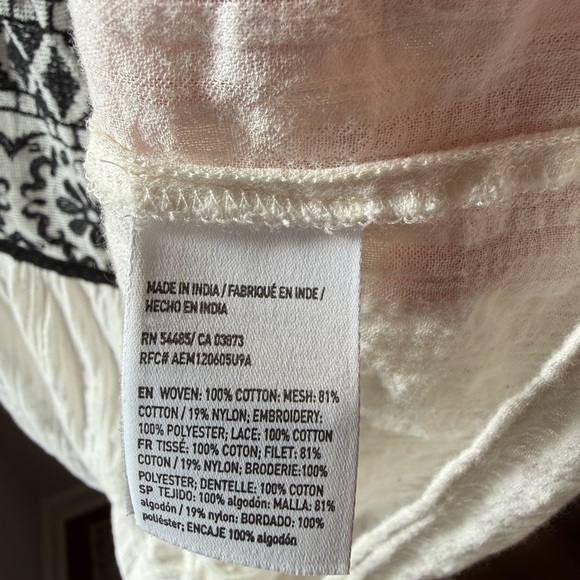 MADE IN INDIA / FABRIQUÉ EN INDE /
HECHO EN INDIA
RN 54485/ CA 03873
RFC# AEM120605U9A
EN WOVEN: 100% COTTON: MESH: 81%
COTTON / 19% NYLON; EMBROIDERY:
100% POLYESTER; LACE: 100% COTTON
FR TISSÉ: 100% COTON; FILET: 81%
COTON / 19% NYLON; BRODERIE:100%
POLYESTER; DENTELLE: 100% COTON
SP TEJIDO: 100% algodón; MALLA: 81%
algodón / 19% nylon: BORDADO: 100%
poliéster; ENCAJE 100% algodón